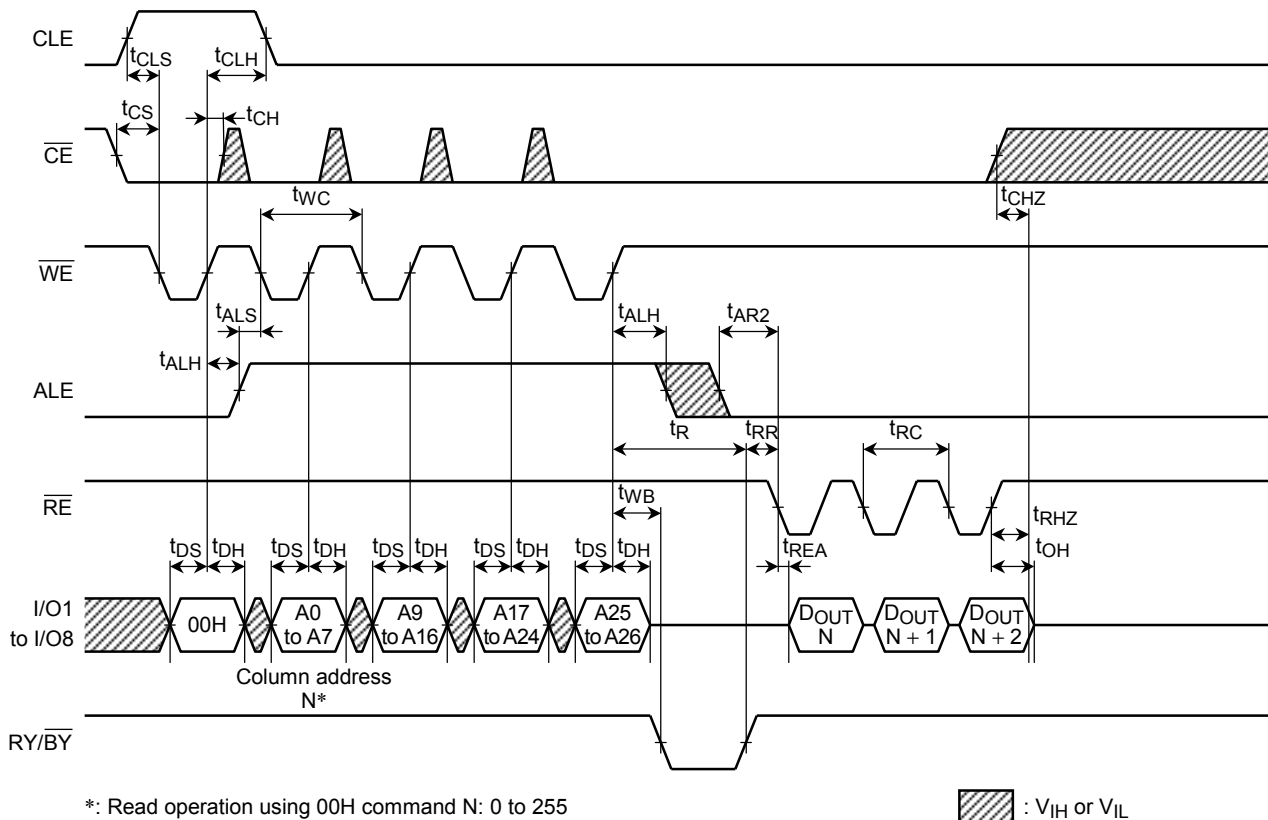 CLE
tCLS
tCLH
tCS
tCH
CE
tCHZ
tWC
WE
tALS
tALH
tAR2
tALH
ALE
tR
tRR
tRC
RE
tWB
tRHZ
tREA
tOH
tDS tDH tDS tDH tDS tDH tDS tDH tDS tDH
I/O1
to I/O8
00H
A0
to A7
A9
to A16
A17
to A24
A25
to A26
DOUT
N
DOUT
N + 1
DOUT
N + 2
Column address
N*
RY/BY
*: Read operation using 00H command N: 0 to 255
: VIH or VIL